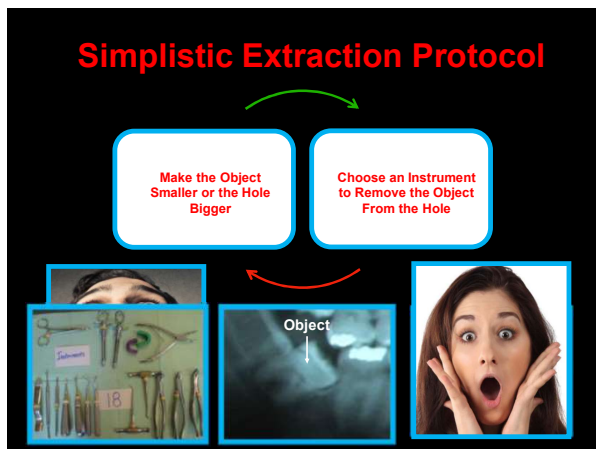 Simplistic Extraction Protocol
Make the Object
Smaller or the Hole
Bigger
Choose an Instrument
to Remove the Object
From the Hole
Object
Instruments
18